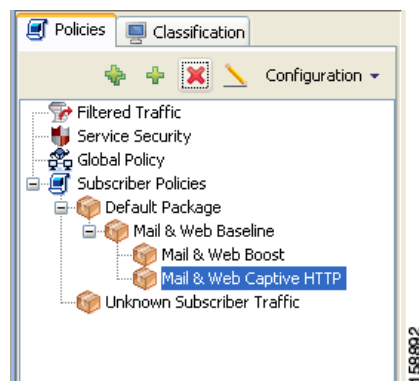 Policies Classification
Configuration
Filtered Traffic
Service Security
Global Policy
Subscriber Policies
Default Package
Mail & Web Baseline
Mail & Web Boost
Mail & Web Captive HTTP
Unknown Subscriber Traffic
158892